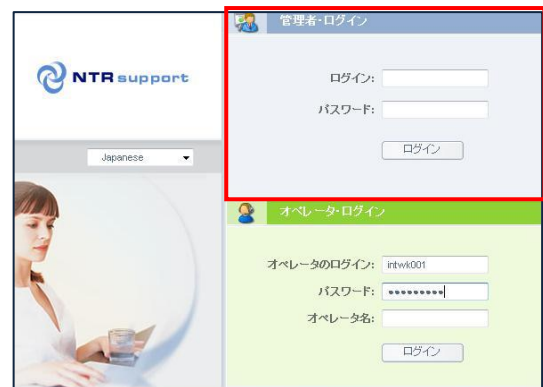 管理者・ログイン
NTRsupport
ログイン:
パスワード:
ログイン
Japanese
オペレータ・ログイン
オペレータのログイン: intwk001
パスワード: •••••••••
オペレータ名:
ログイン